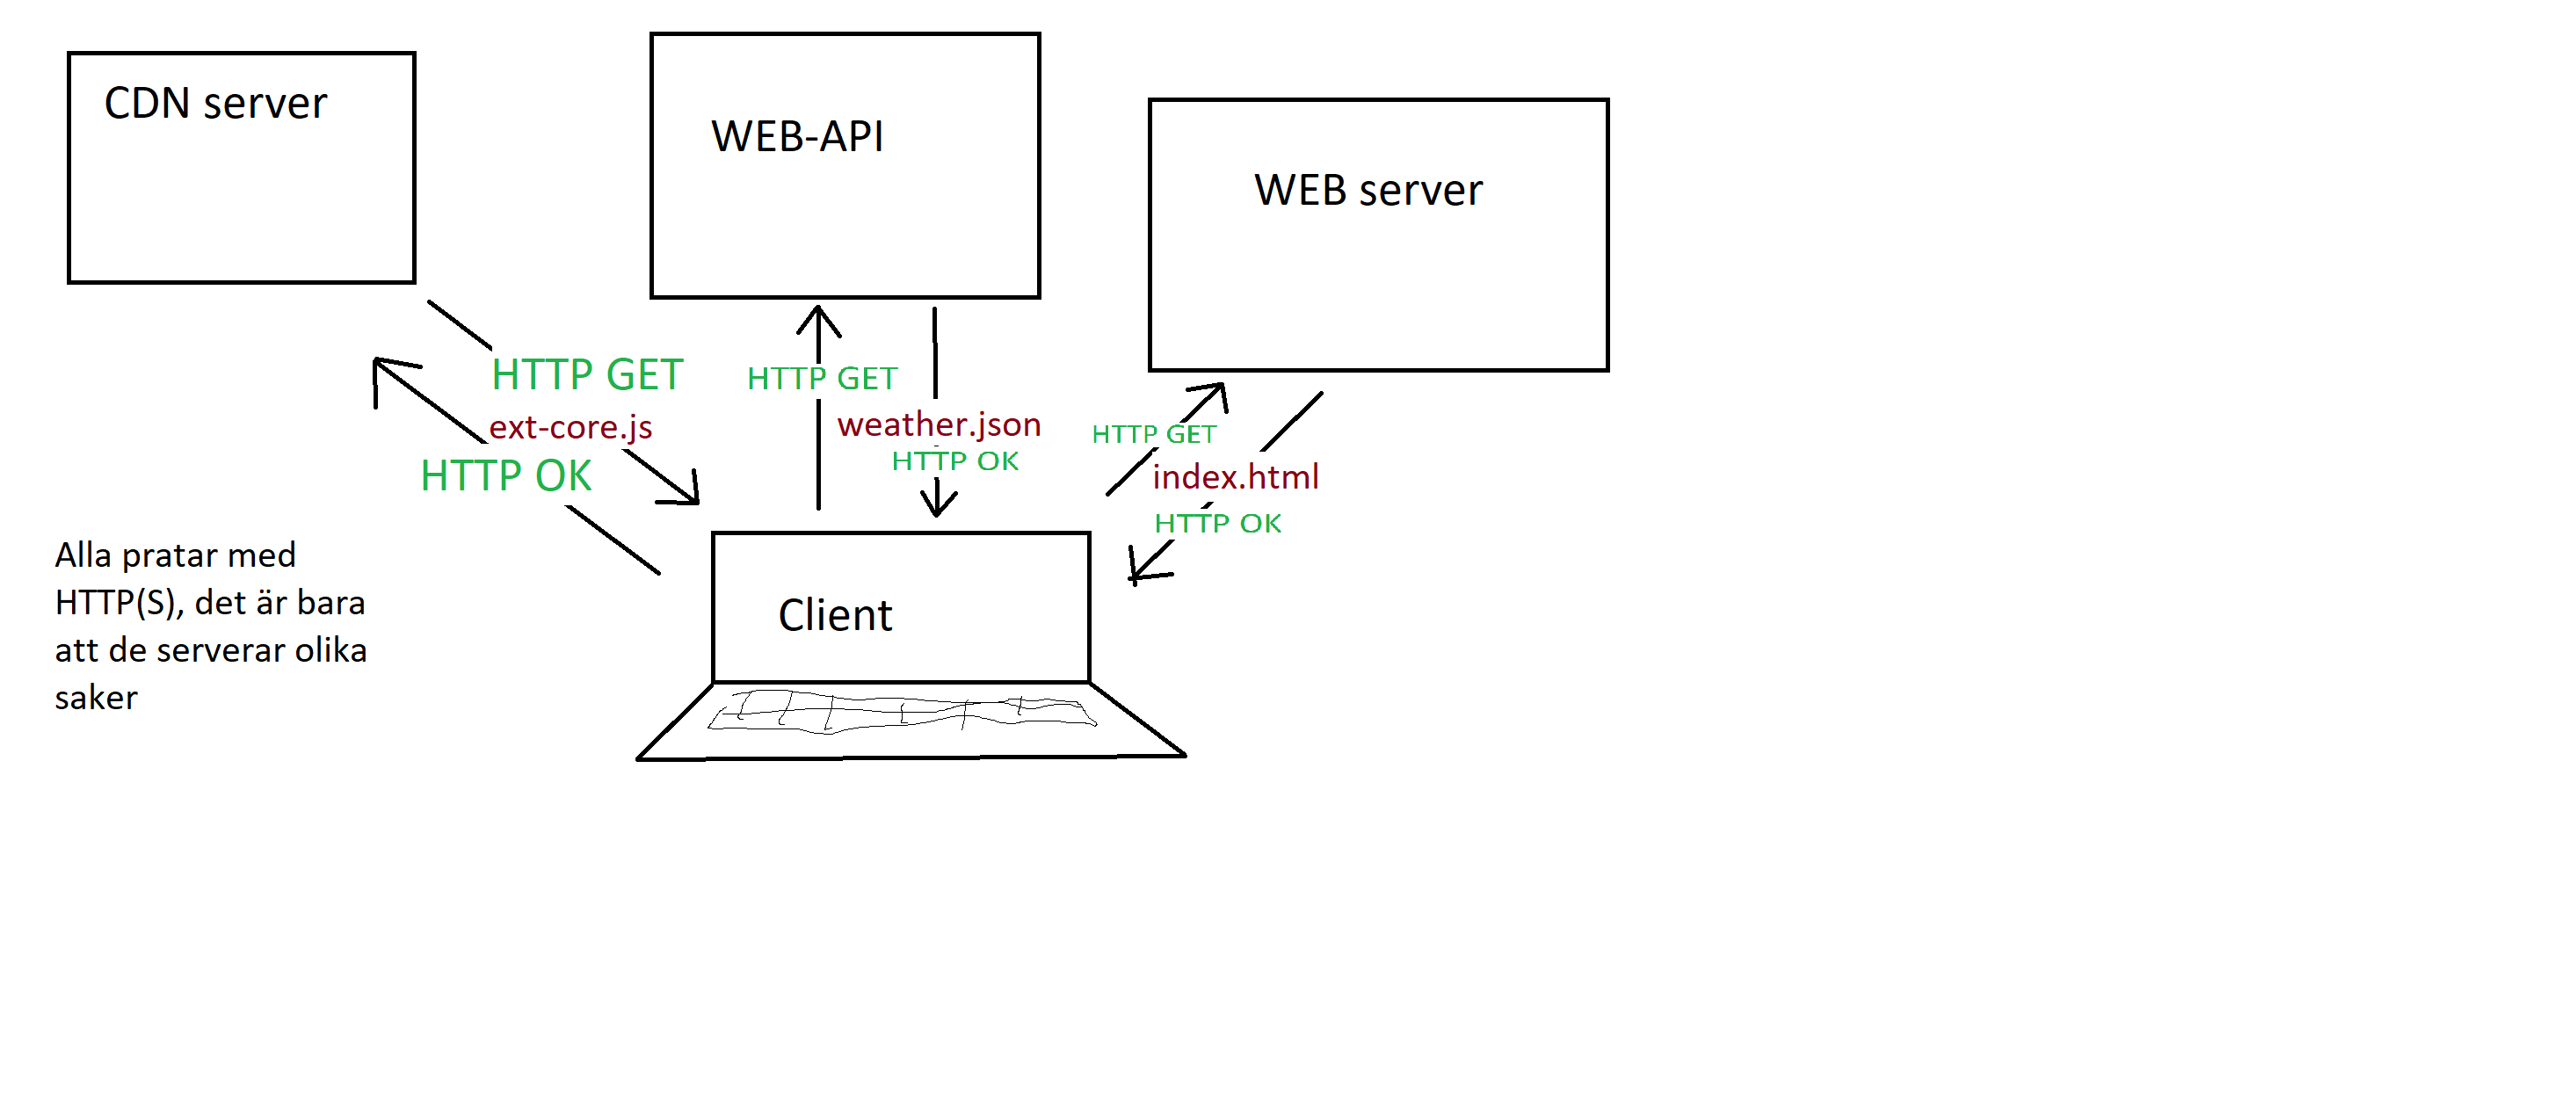 CDN server
WEB-API
WEB server
HTTP GET
ext-core.js
HTTP OK
HTTP GET
weather.json
HTTP OK
HTTP GET
index.html
HTTP OK
Alla pratar med
HTTP(S), det är bara
att de serverar olika
saker
Client